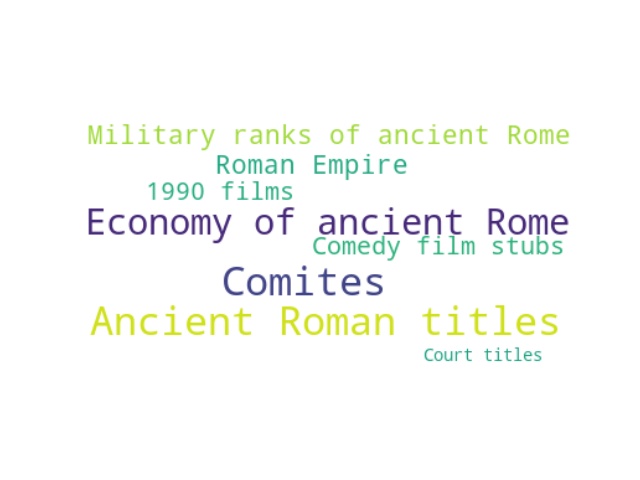 Military ranks of ancient Rome
Roman Empire
1990 films
Economy of ancient Rome
Comedy film stubs
Comites
Ancient Roman titles
Court titles